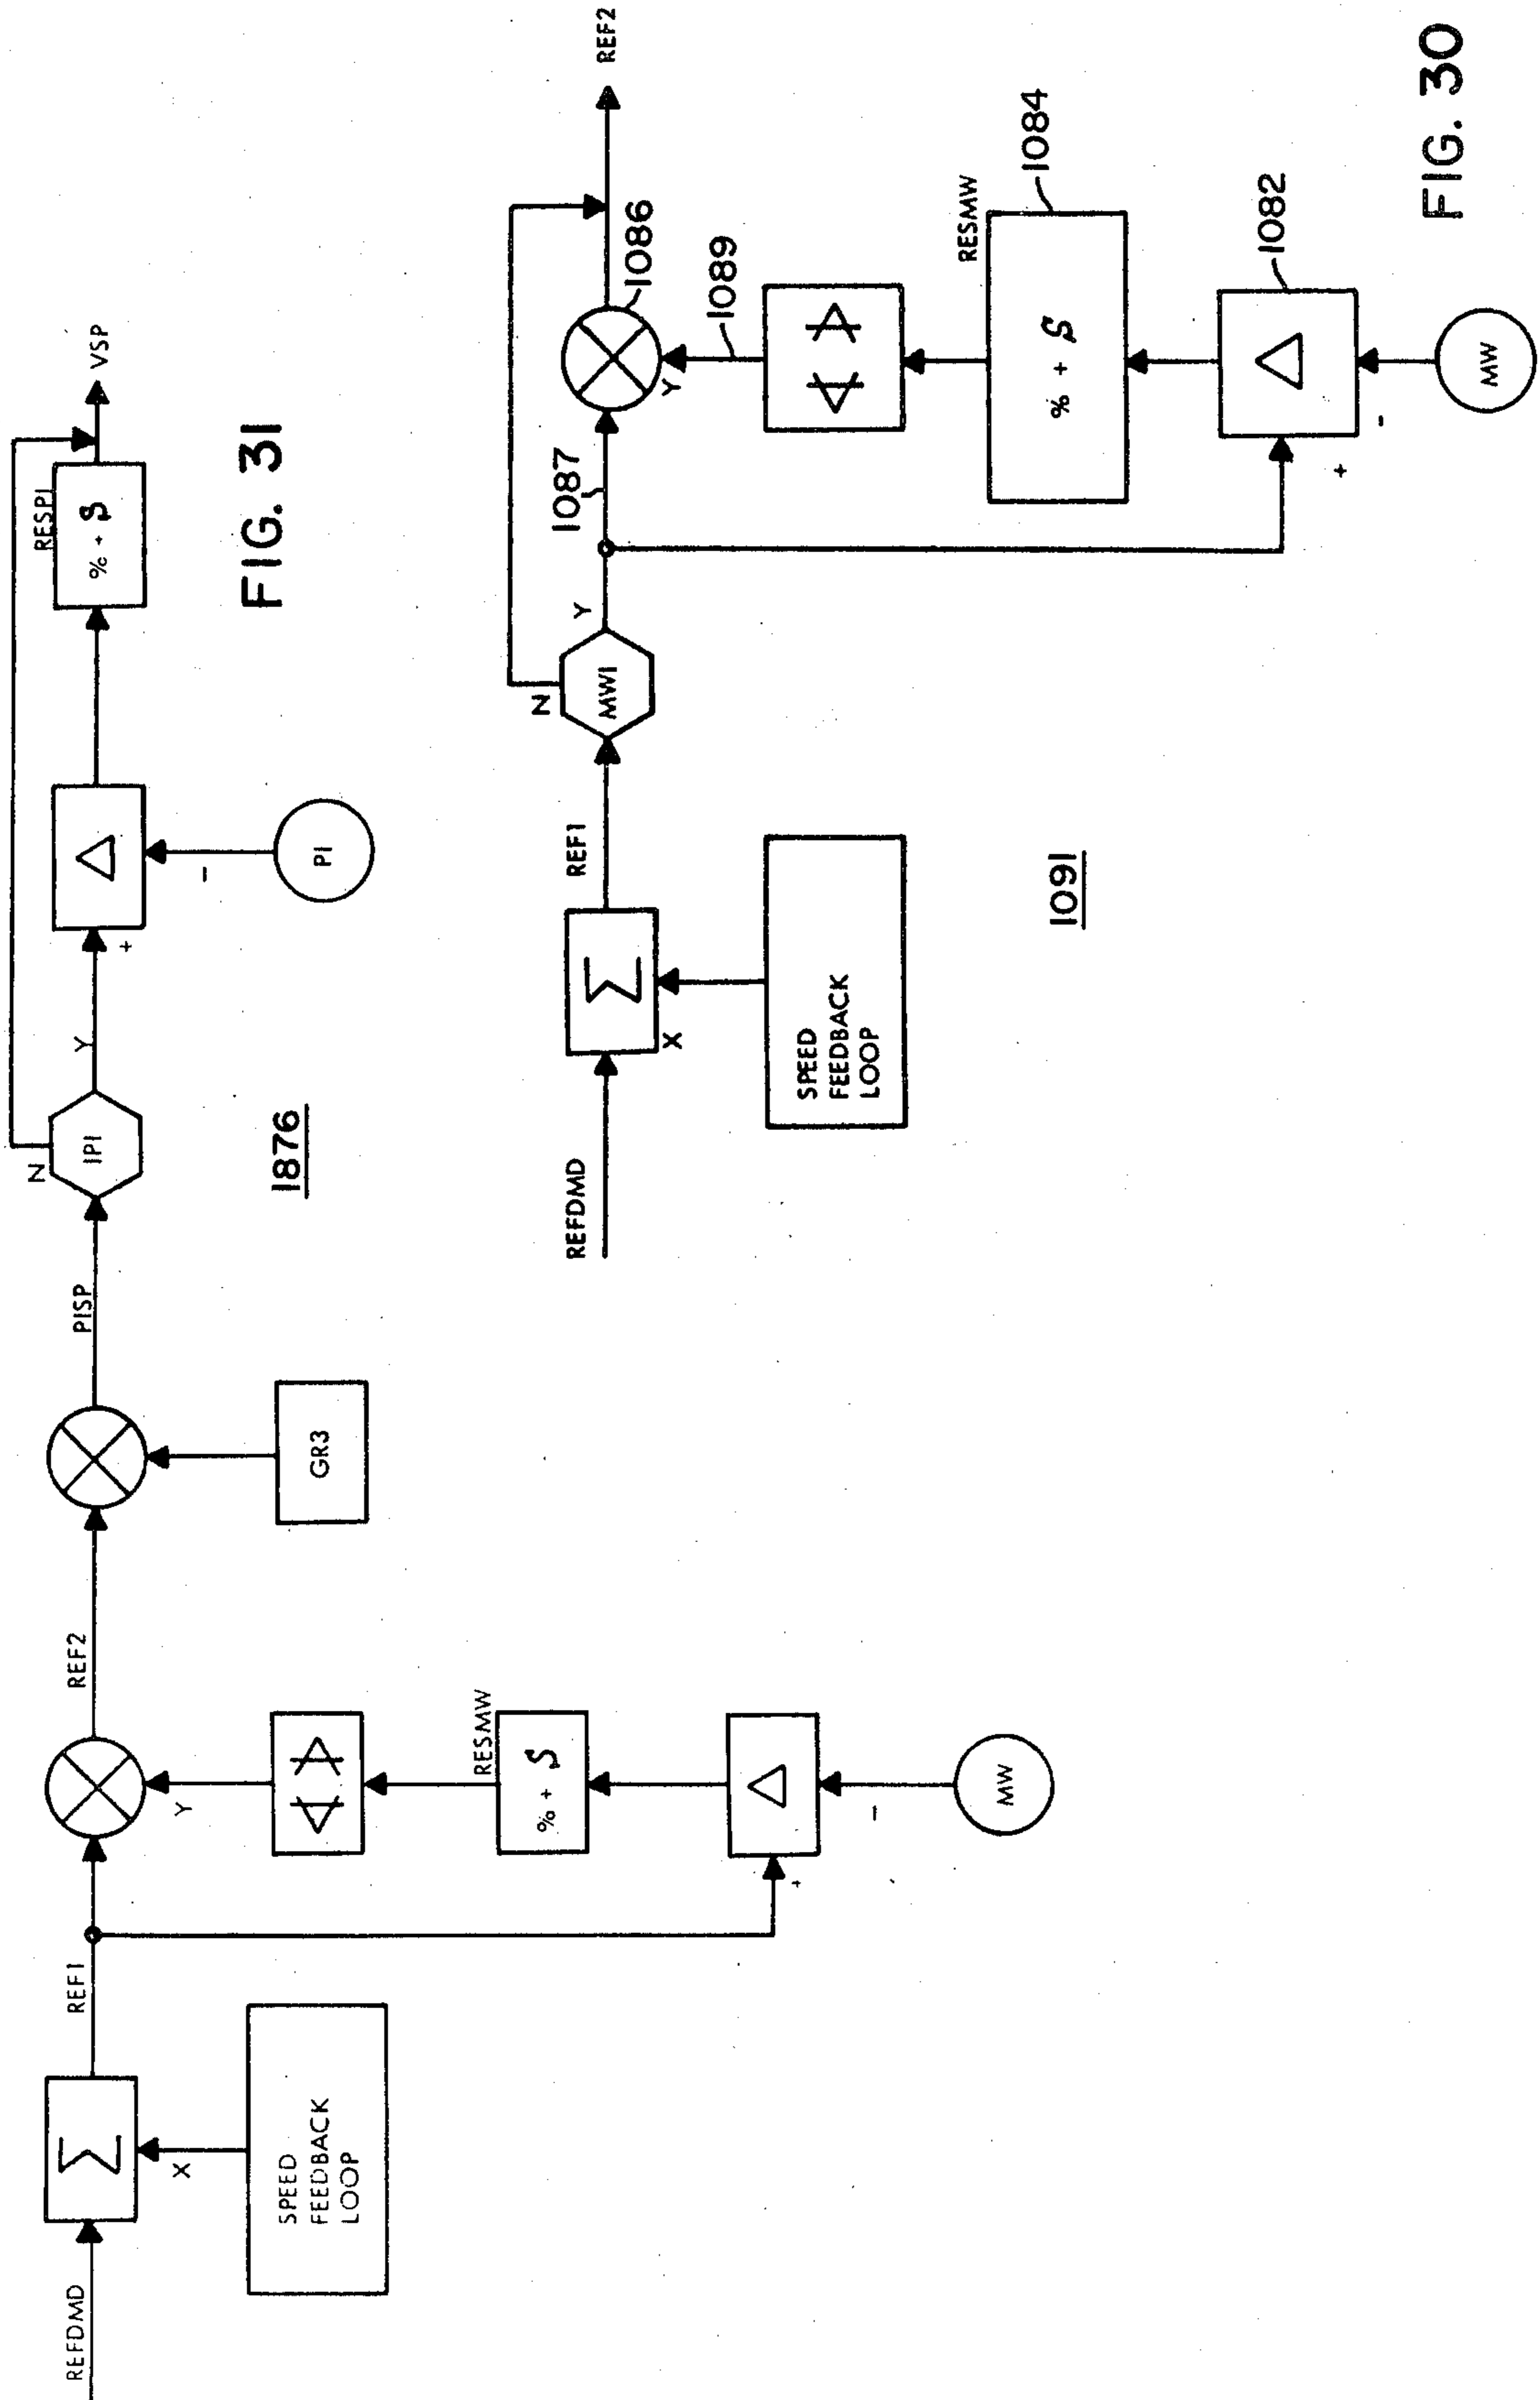 REFDMD
Σ
X
SPEED
FEEDBACK
LOOP
REF1
+
Y
RESMW
% + ∫
Δ
-
MW
REF2
GR3
PISP
N
IPI
Y
+
Δ
-
PI
RESPI
% + ∫
VSP
1876
FIG. 31
REFDMD
Σ
X
SPEED
FEEDBACK
LOOP
REF1
N
MWI
Y
1087
1086
Y
1089
REF2
RESMW
% + ∫
1084
+
Δ
1082
-
MW
1091
FIG. 30